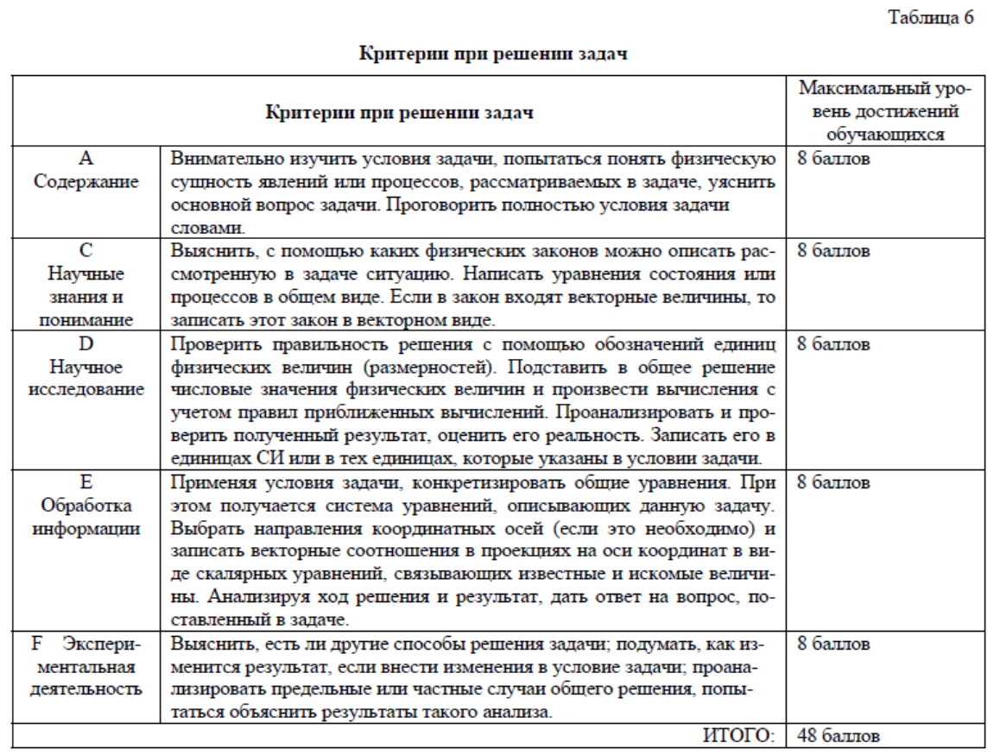 Таблица 6
Критерии при решении задач
Критерии при решении задач
Максимальный уро-
вень достижений
обучающихся
A
Содержание
Внимательно изучить условия задачи, попытаться понять физическую
сущность явлений или процессов, рассматриваемых в задаче, уяснить
основной вопрос задачи. Проговорить полностью условия задачи
словами.
8 баллов
C
Научные
знания и
понимание
Выяснить, с помощью каких физических законов можно описать рас-
смотренную в задаче ситуацию. Написать уравнения состояния или
процессов в общем виде. Если в закон входят векторные величины, то
записать этот закон в векторном виде.
8 баллов
D
Научное
исследование
Проверить правильность решения с помощью обозначений единиц
физических величин (размерностей). Подставить в общее решение
числовые значения физических величин и произвести вычисления с
учетом правил приближенных вычислений. Проанализировать и про-
верить полученный результат, оценить его реальность. Записать его в
единицах СИ или в тех единицах, которые указаны в условии задачи.
8 баллов
E
Обработка
информации
Применяя условия задачи, конкретизировать общие уравнения. При
этом получается система уравнений, описывающих данную задачу.
Выбрать направления координатных осей (если это необходимо) и
записать векторные соотношения в проекциях на оси координат в ви-
де скалярных уравнений, связывающих известные и искомые величи-
ны. Анализируя ход решения и результат, дать ответ на вопрос, по-
ставленный в задаче.
8 баллов
F Экспери-
ментальная
деятельность
Выяснить, есть ли другие способы решения задачи; подумать, как из-
менится результат, если внести изменения в условие задачи; проана-
лизировать предельные или частные случаи общего решения, попы-
таться объяснить результаты такого анализа.
8 баллов
ИТОГО:
48 баллов